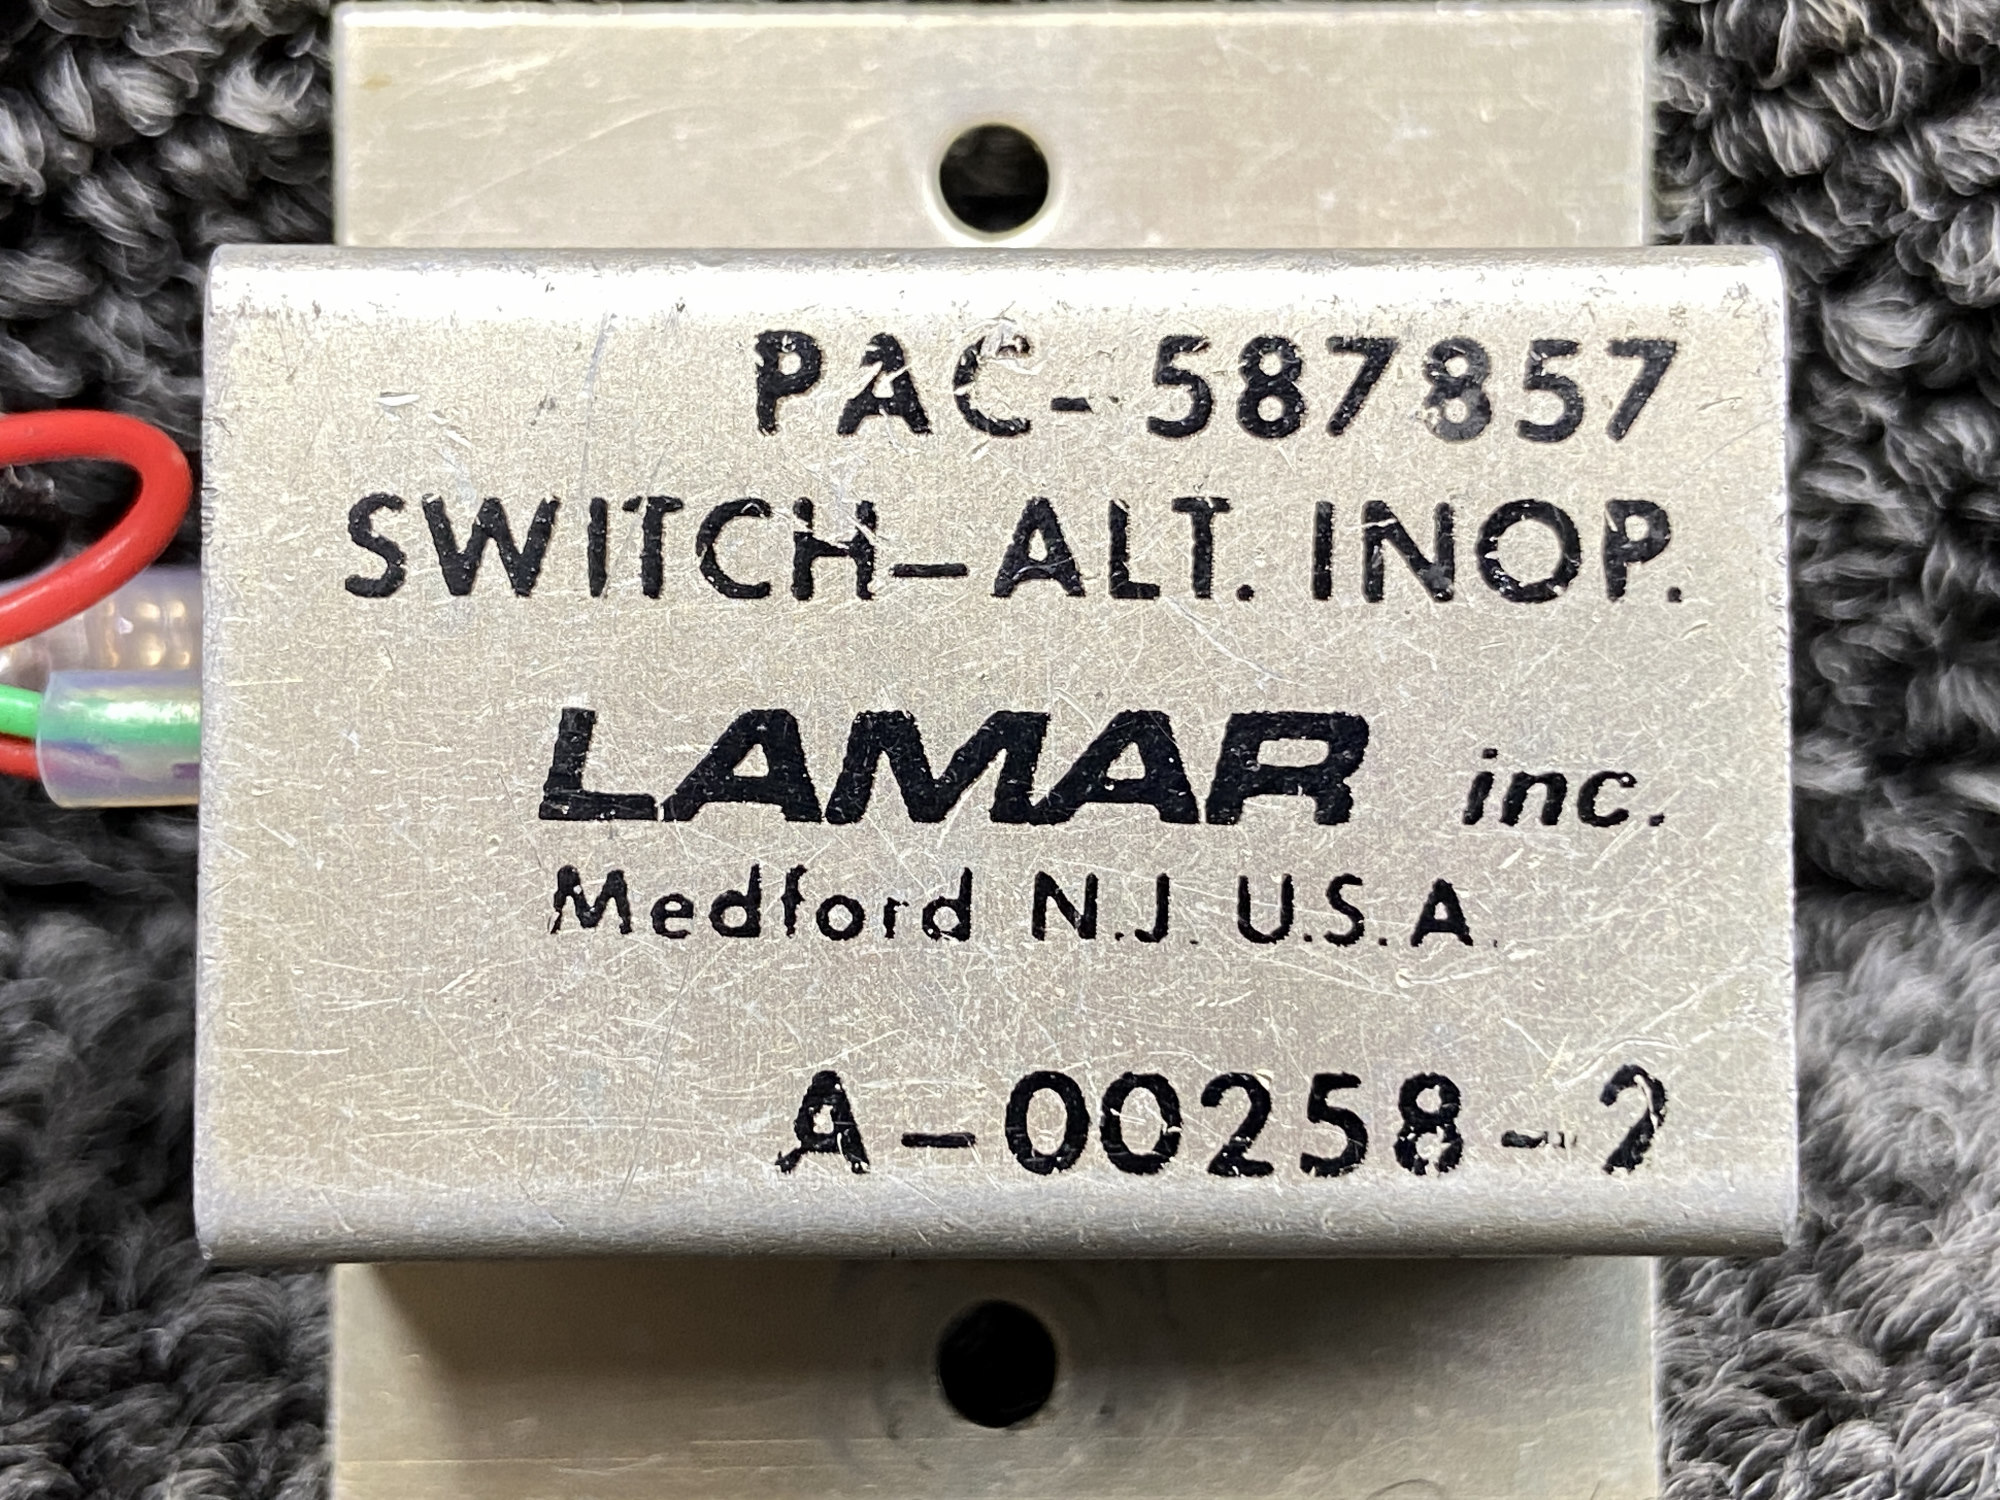 PAC-587857
SWITCH-ALT. INOP.
LAMAR inc.
Medford N.J. U.S.A.
A-00258-2